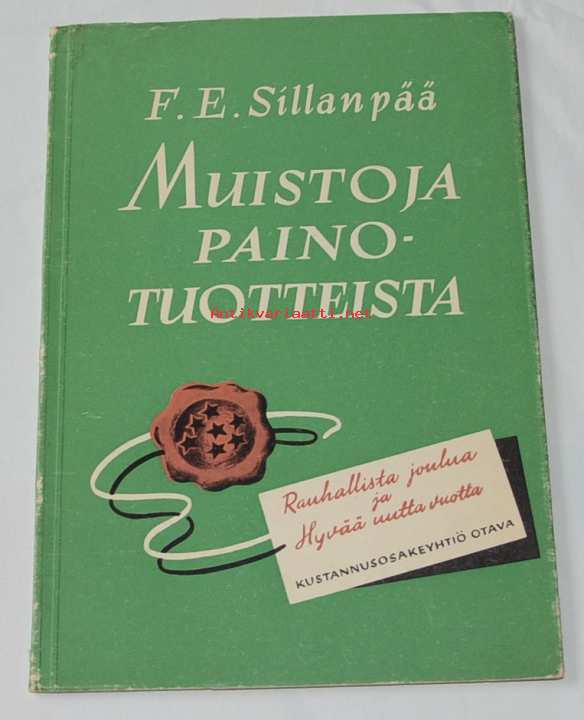 F. E. Sillanpää
MUISTOJA
PAINO-
TUOTTEISTA
Antikvariaatti.net
Rauhallista joulua
ja
Hyvää uutta vuotta
KUSTANNUSOSAKEYHTIÖ OTAVA